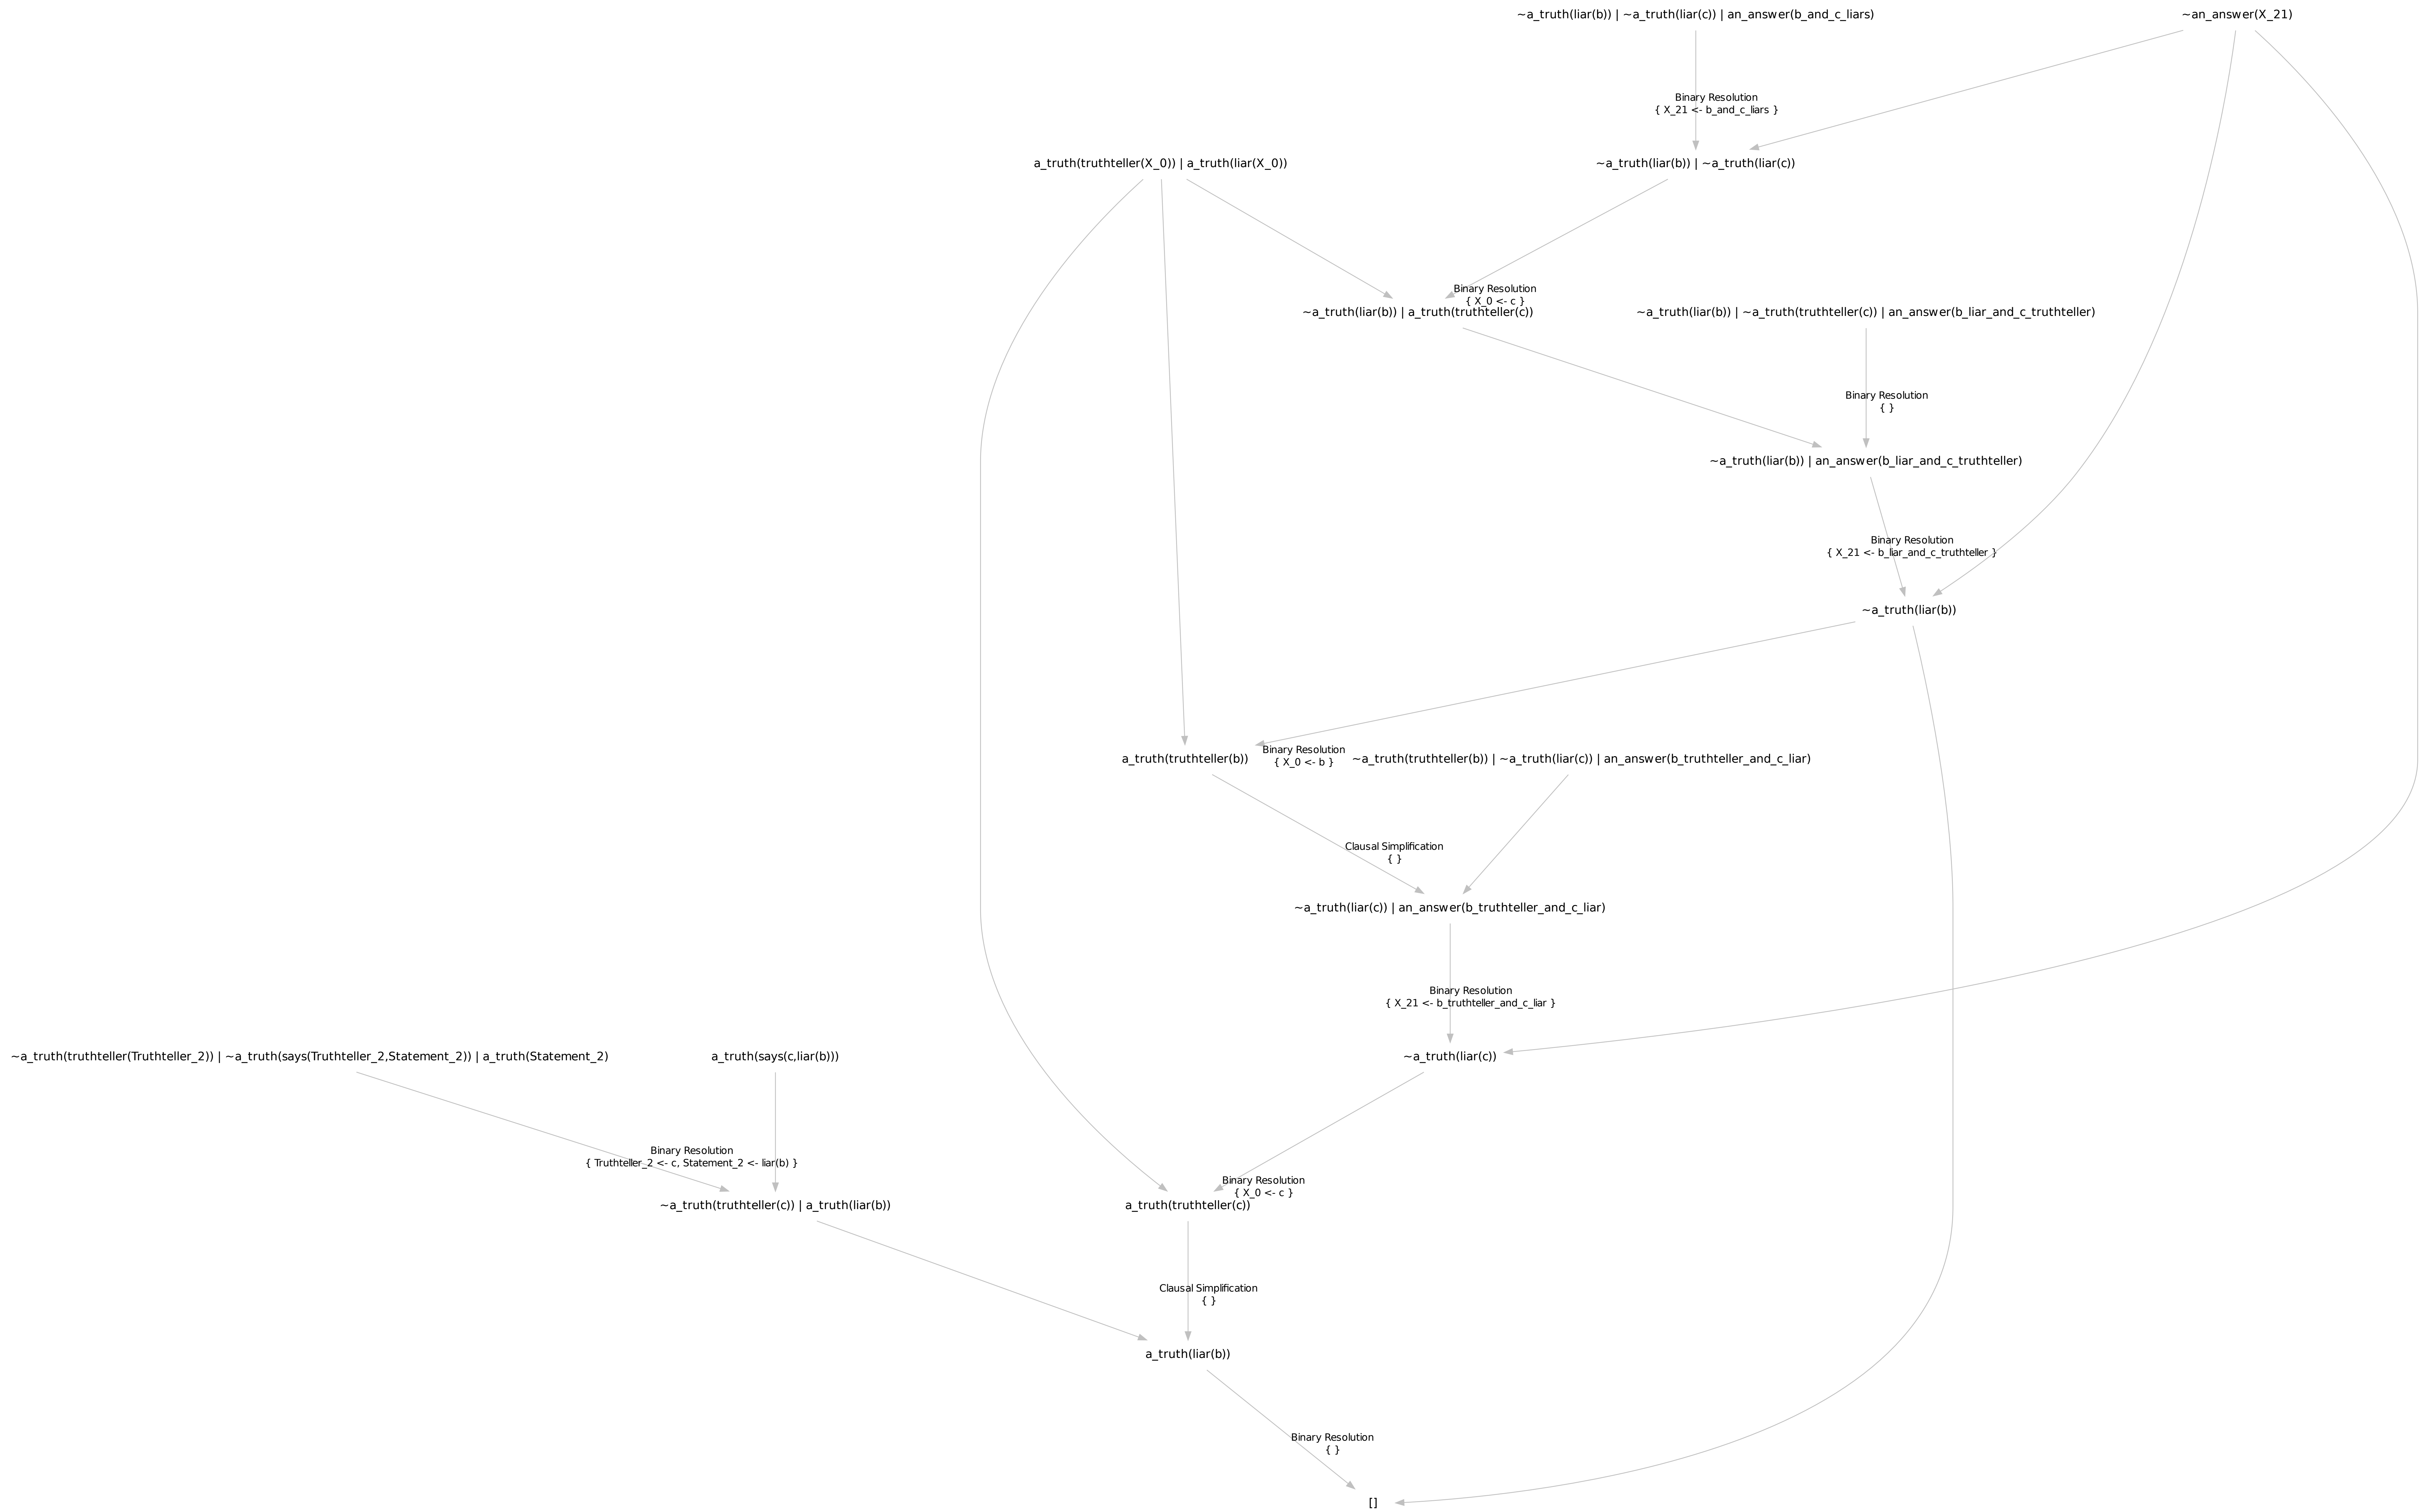 ~a_truth(liar(b)) | ~a_truth(liar(c)) | an_answer(b_and_c_liars)
~an_answer(X_21)
Binary Resolution
{ X_21 <- b_and_c_liars }
a_truth(truthteller(X_0)) | a_truth(liar(X_0))
~a_truth(liar(b)) | ~a_truth(liar(c))
Binary Resolution
{ X_0 <- c }
~a_truth(liar(b)) | a_truth(truthteller(c))
~a_truth(liar(b)) | ~a_truth(truthteller(c)) | an_answer(b_liar_and_c_truthteller)
Binary Resolution
{ }
~a_truth(liar(b)) | an_answer(b_liar_and_c_truthteller)
Binary Resolution
{ X_21 <- b_liar_and_c_truthteller }
~a_truth(liar(b))
a_truth(truthteller(b))
Binary Resolution
{ X_0 <- b }
~a_truth(truthteller(b)) | ~a_truth(liar(c)) | an_answer(b_truthteller_and_c_liar)
Clausal Simplification
{ }
~a_truth(liar(c)) | an_answer(b_truthteller_and_c_liar)
Binary Resolution
{ X_21 <- b_truthteller_and_c_liar }
~a_truth(truthteller(Truthteller_2)) | ~a_truth(says(Truthteller_2,Statement_2)) | a_truth(Statement_2)
a_truth(says(c,liar(b)))
~a_truth(liar(c))
Binary Resolution
{ Truthteller_2 <- c, Statement_2 <- liar(b) }
Binary Resolution
{ X_0 <- c }
~a_truth(truthteller(c)) | a_truth(liar(b))
a_truth(truthteller(c))
Clausal Simplification
{ }
a_truth(liar(b))
Binary Resolution
{ }
[]